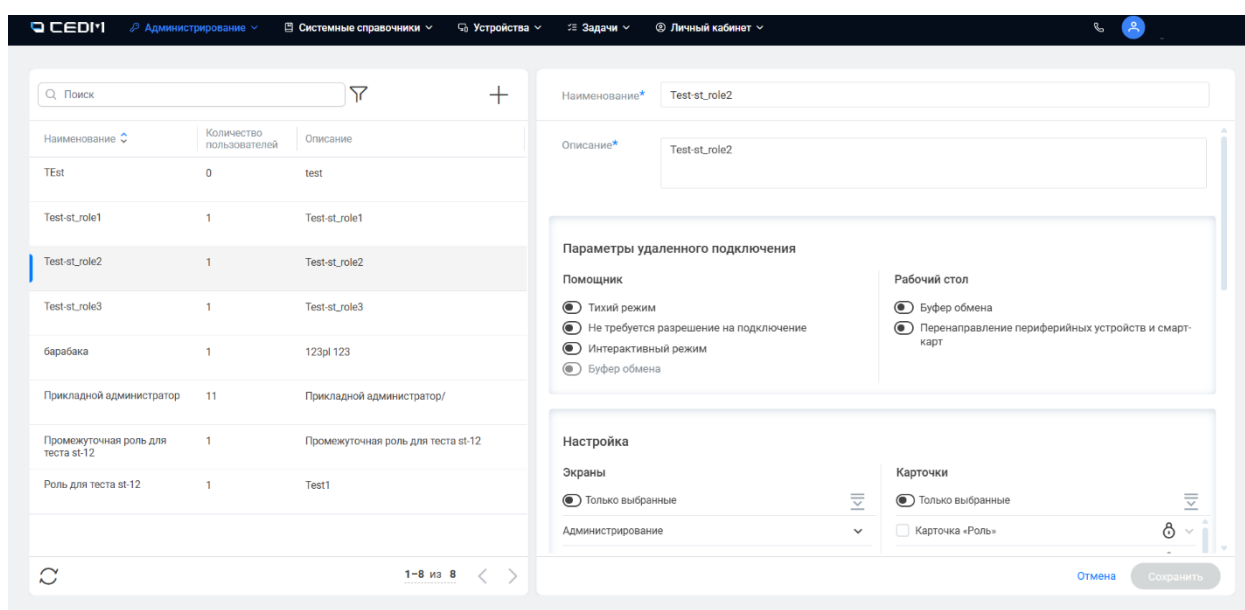 CEDM Администрирование Системные справочники Устройства Задачи Личный кабинет
Поиск
Наименование Количество пользователей Описание
TEst 0 test
Test-st_role1 1 Test-st_role1
Test-st_role2 1 Test-st_role2
Test-st_role3 1 Test-st_role3
барабака 1 123pl 123
Прикладной администратор 11 Прикладной администратор/
Промежуточная роль для теста st-12 1 Промежуточная роль для теста st-12
Роль для теста st-12 1 Test1
1–8 из 8
Наименование* Test-st_role2
Описание* Test-st_role2
Параметры удаленного подключения
Помощник
Тихий режим
Не требуется разрешение на подключение
Интерактивный режим
Буфер обмена
Рабочий стол
Буфер обмена
Перенаправление периферийных устройств и смарт-
карт
Настройка
Экраны
Только выбранные
Администрирование
Карточки
Только выбранные
Карточка «Роль»
Отмена Сохранить